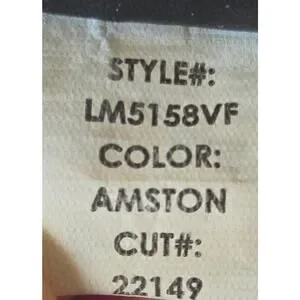 STYLE#:
LM5158VF
COLOR:
AMSTON
CUT#:
22149